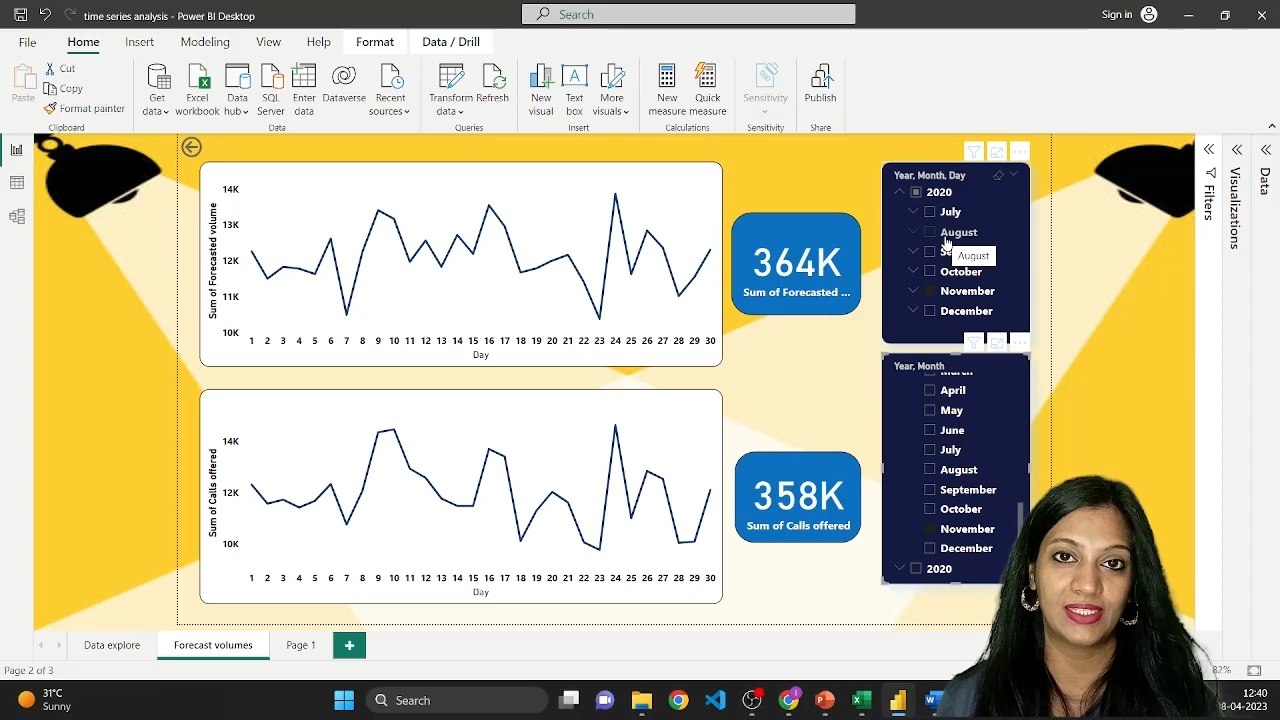 time series analysis - Power BI Desktop
Search
Sign in
File Home Insert Modeling View Help Format Data / Drill
Paste
Cut
Copy
Format painter
Clipboard
Get data
Excel workbook
Data hub
SQL Server
Enter data
Dataverse
Recent sources
Data
Transform data
Refresh
Queries
New visual
Text box
More visuals
Insert
New measure
Quick measure
Calculations
Sensitivity
Sensitivity
Publish
Share
Sum of Forecasted volume
14K
13K
12K
11K
10K
1 2 3 4 5 6 7 8 9 10 11 12 13 14 15 16 17 18 19 20 21 22 23 24 25 26 27 28 29 30
Day
364K
Sum of Forecasted ...
Year, Month, Day
2020
July
August
August
October
November
December
Sum of Calls offered
14K
12K
10K
1 2 3 4 5 6 7 8 9 10 11 12 13 14 15 16 17 18 19 20 21 22 23 24 25 26 27 28 29 30
Day
358K
Sum of Calls offered
Year, Month
March
April
May
June
July
August
September
October
November
December
2020
Filters
Visualizations
Data
Data explore
Forecast volumes
Page 1
Page 2 of 3
31°C
Sunny
Search
12:40